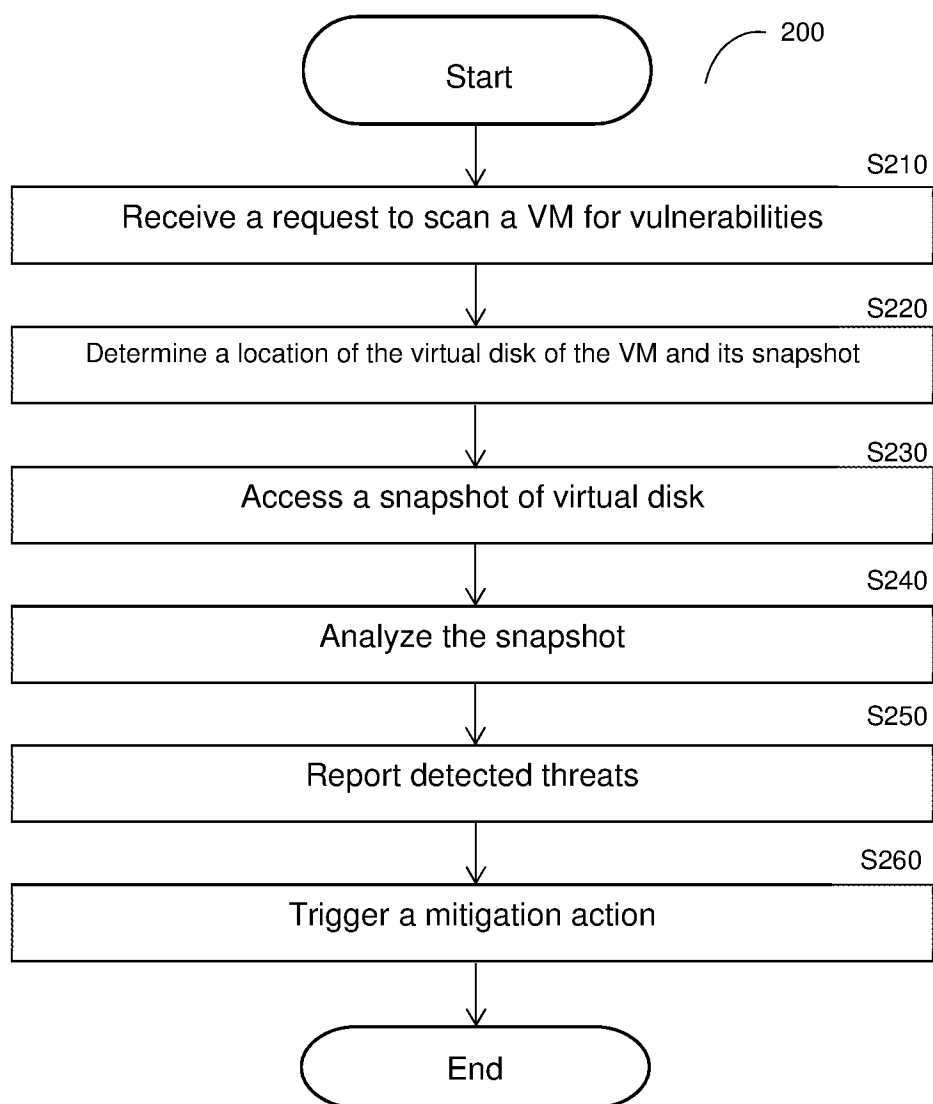 200
Start
S210
Receive a request to scan a VM for vulnerabilities
S220
Determine a location of the virtual disk of the VM and its snapshot
S230
Access a snapshot of virtual disk
S240
Analyze the snapshot
S250
Report detected threats
S260
Trigger a mitigation action
End